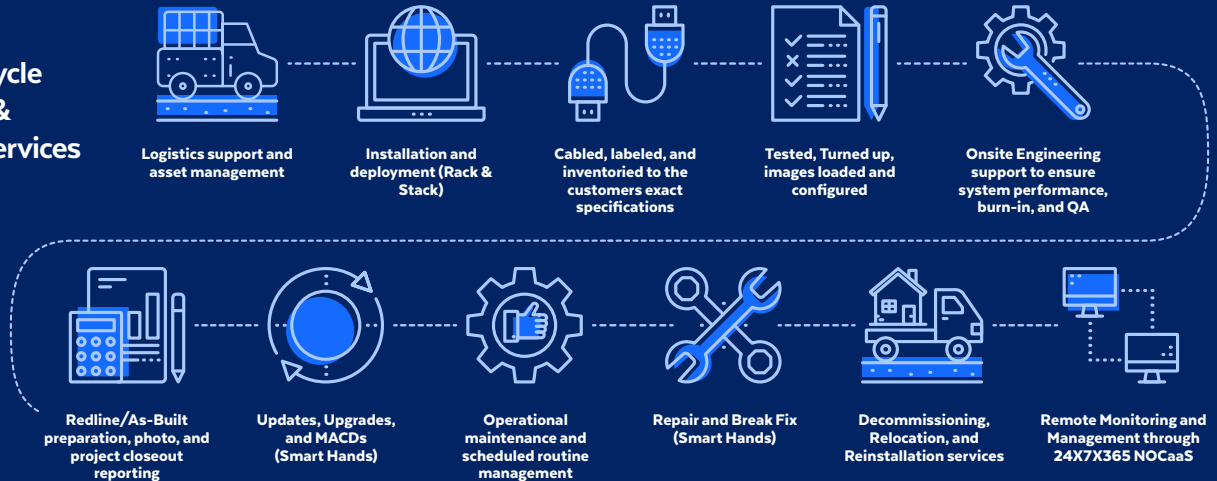 &
Logistics support and
asset management
Installation and
deployment (Rack &
Stack)
Cabled, labeled, and
inventoried to the
customers exact
specifications
Tested, Turned up,
images loaded and
configured
Onsite Engineering
support to ensure
system performance,
burn-in, and QA
Redline/As-Built
preparation, photo, and
project closeout
reporting
Updates, Upgrades,
and MACDs
(Smart Hands)
Operational
maintenance and
scheduled routine
management
Repair and Break Fix
(Smart Hands)
Decommissioning,
Relocation, and
Reinstallation services
Remote Monitoring and
Management through
24X7X365 NOCaaS